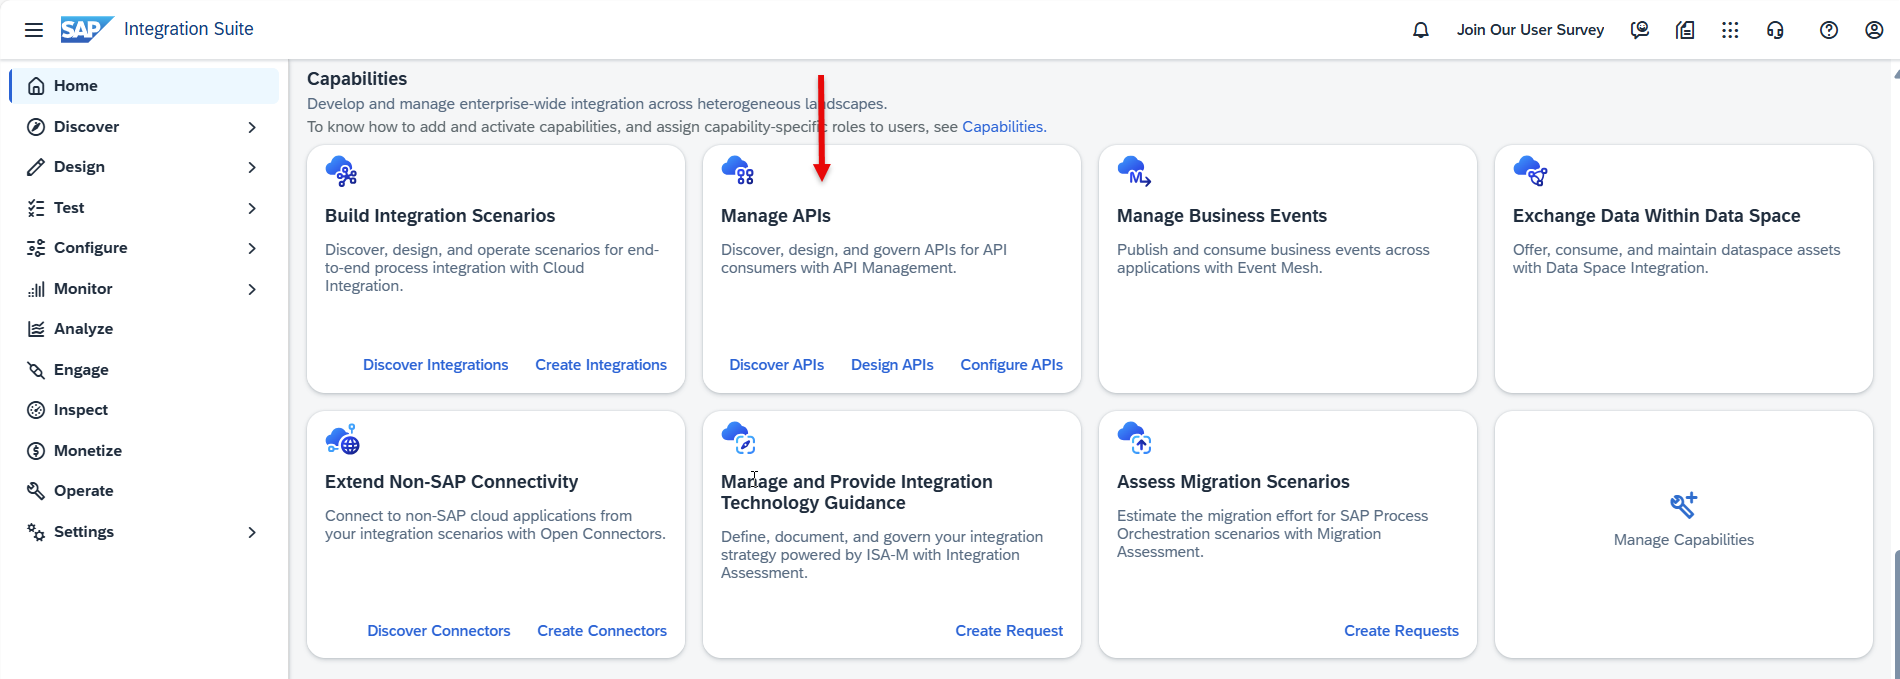 SAP Integration Suite
Join Our User Survey
Home
Discover
Design
Test
Configure
Monitor
Analyze
Engage
Inspect
Monetize
Operate
Settings
Capabilities
Develop and manage enterprise-wide integration across heterogeneous landscapes.
To know how to add and activate capabilities, and assign capability-specific roles to users, see Capabilities.
Build Integration Scenarios
Discover, design, and operate scenarios for end-
to-end process integration with Cloud
Integration.
Discover Integrations Create Integrations
Manage APIs
Discover, design, and govern APIs for API
consumers with API Management.
Discover APIs Design APIs Configure APIs
M
Manage Business Events
Publish and consume business events across
applications with Event Mesh.
Exchange Data Within Data Space
Offer, consume, and maintain dataspace assets
with Data Space Integration.
Extend Non-SAP Connectivity
Connect to non-SAP cloud applications from
your integration scenarios with Open Connectors.
Discover Connectors Create Connectors
Manage and Provide Integration
Technology Guidance
Define, document, and govern your integration
strategy powered by ISA-M with Integration
Assessment.
Create Request
Assess Migration Scenarios
Estimate the migration effort for SAP Process
Orchestration scenarios with Migration
Assessment.
Create Requests
Manage Capabilities